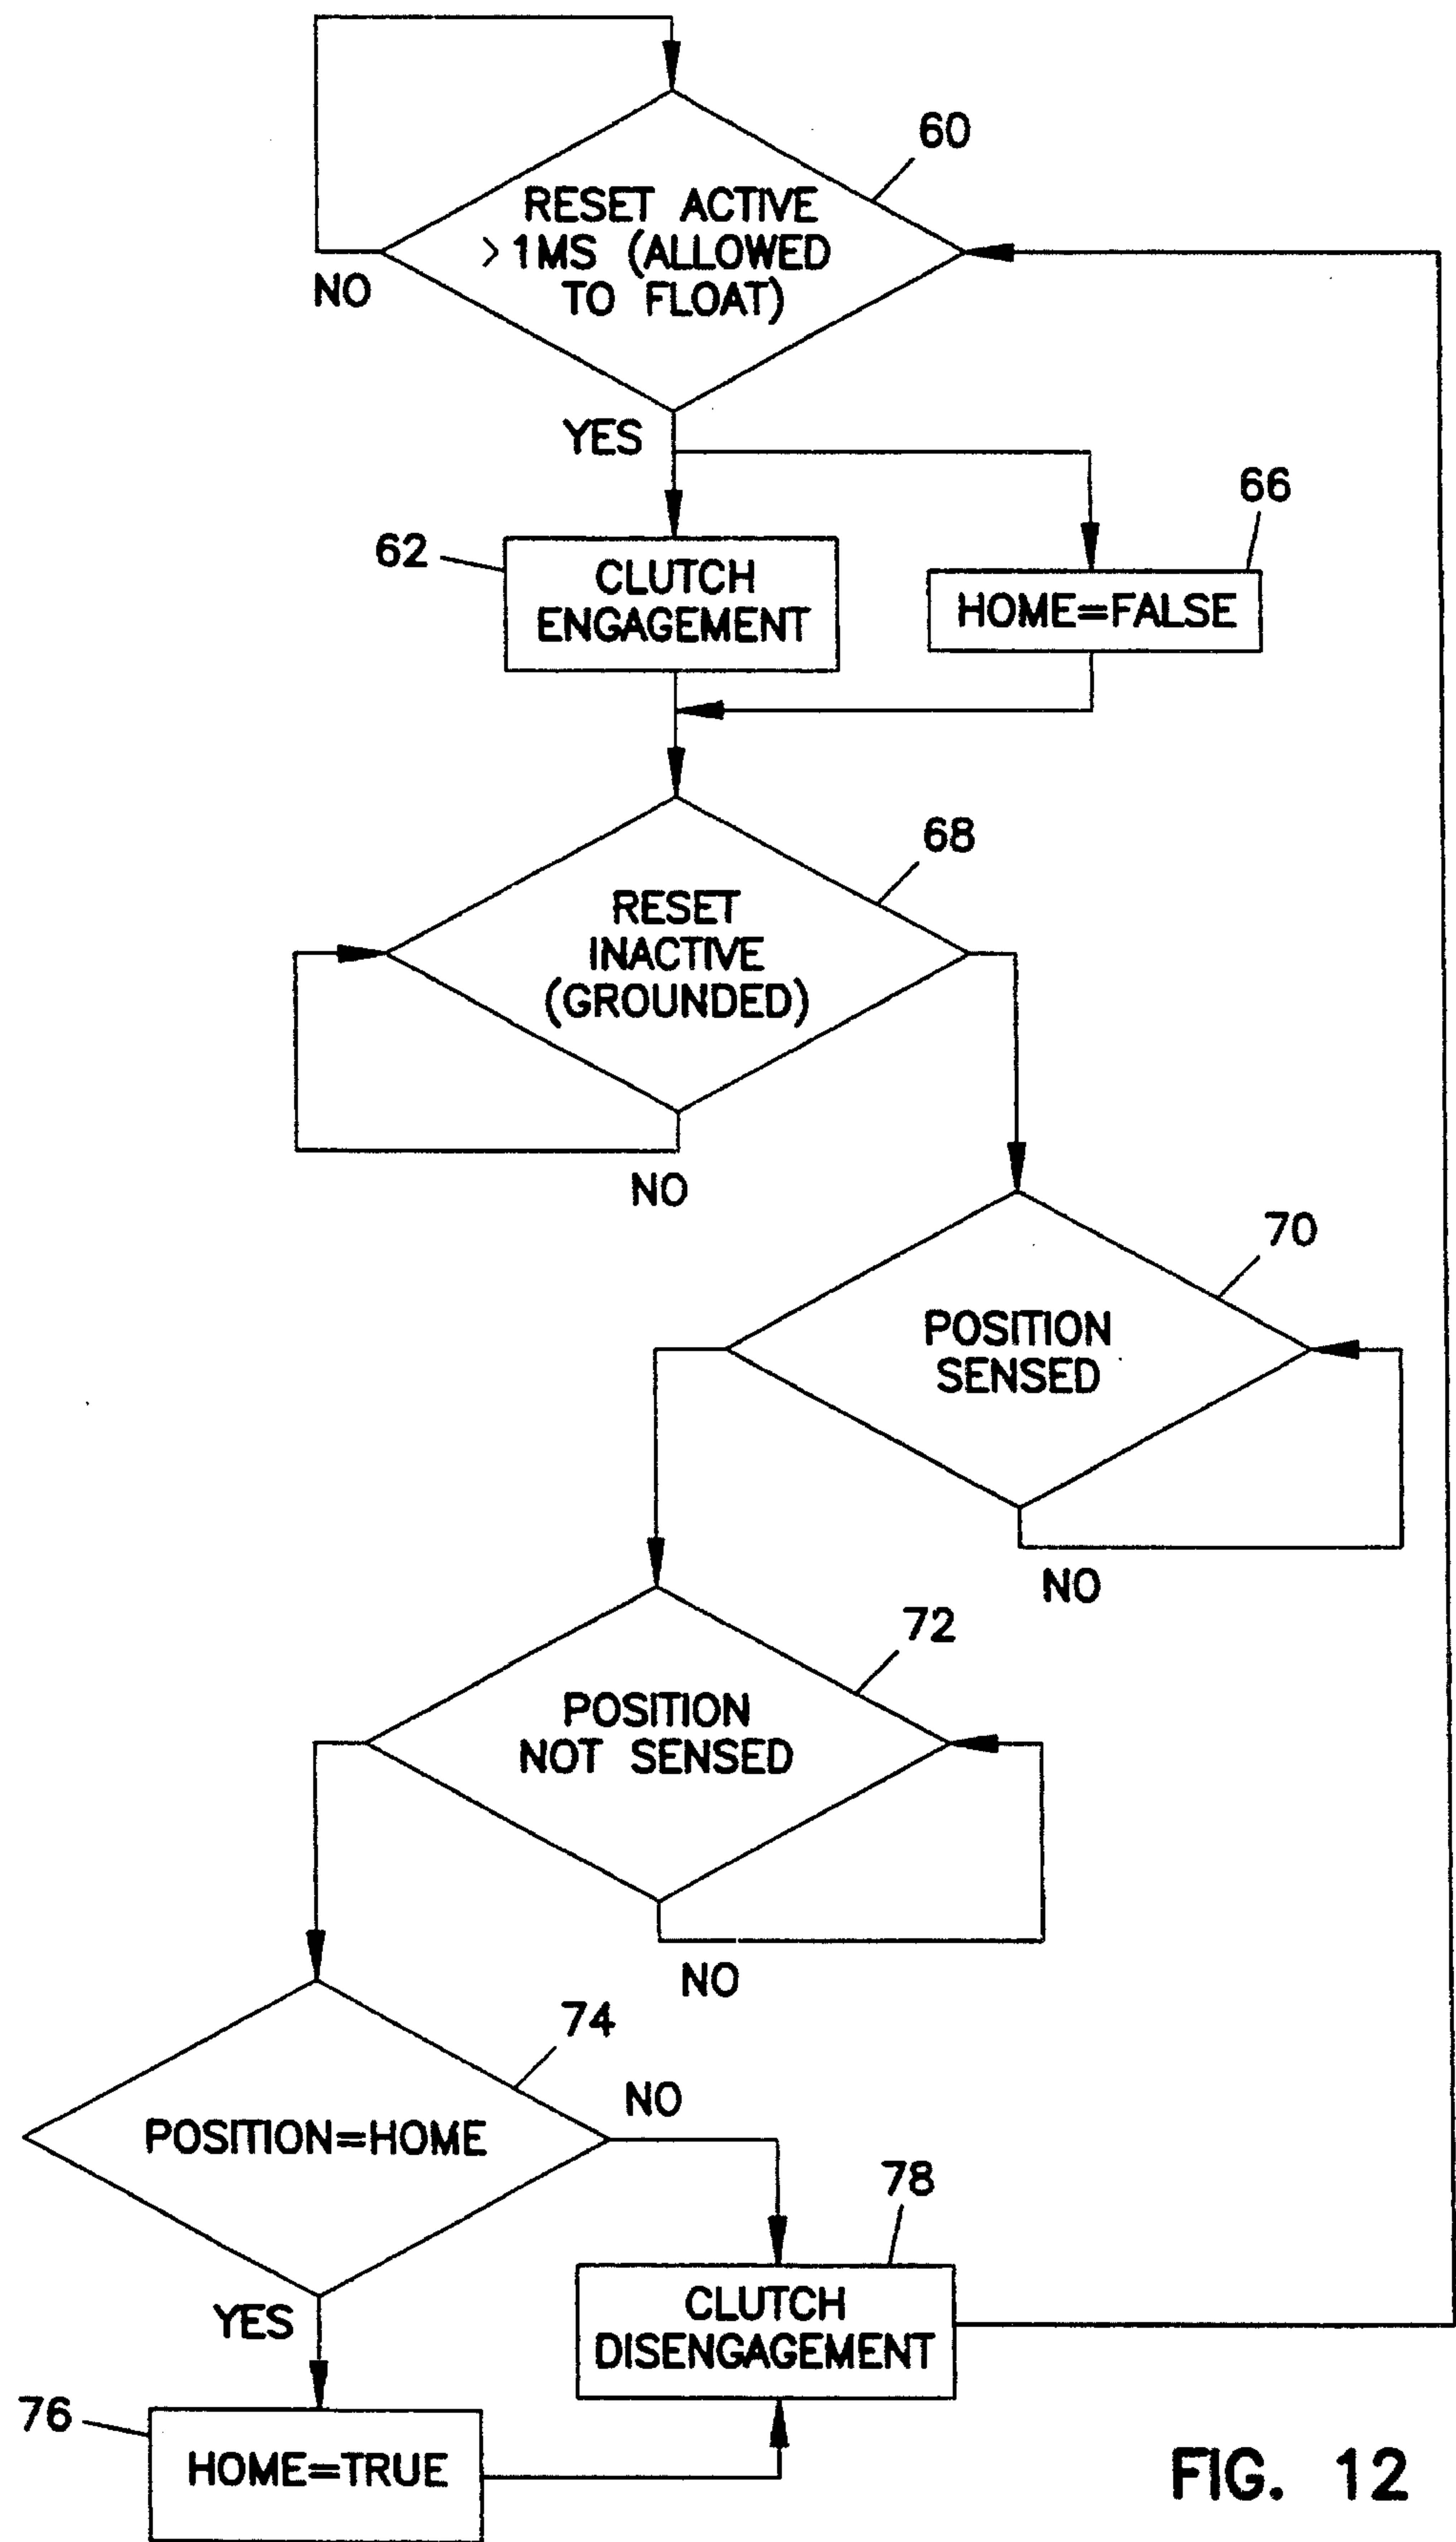 60
RESET ACTIVE
>1MS (ALLOWED
TO FLOAT)
NO
YES
62
CLUTCH
ENGAGEMENT
66
HOME=FALSE
68
RESET
INACTIVE
(GROUNDED)
NO
70
POSITION
SENSED
NO
72
POSITION
NOT SENSED
NO
74
POSITION=HOME
NO
YES
78
CLUTCH
DISENGAGEMENT
76
HOME=TRUE
FIG. 12